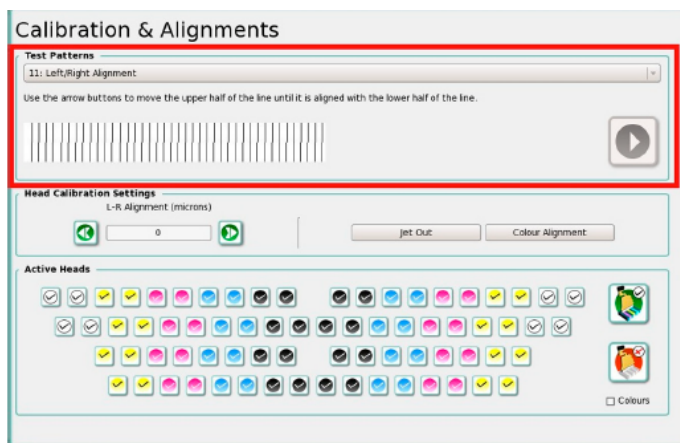 Calibration & Alignments
Test Patterns
11: Left/Right Alignment
Use the arrow buttons to move the upper half of the line until it is aligned with the lower half of the line.
Head Calibration Settings
L-R Alignment (microns)
0
Jet Out
Colour Alignment
Active Heads
Colours